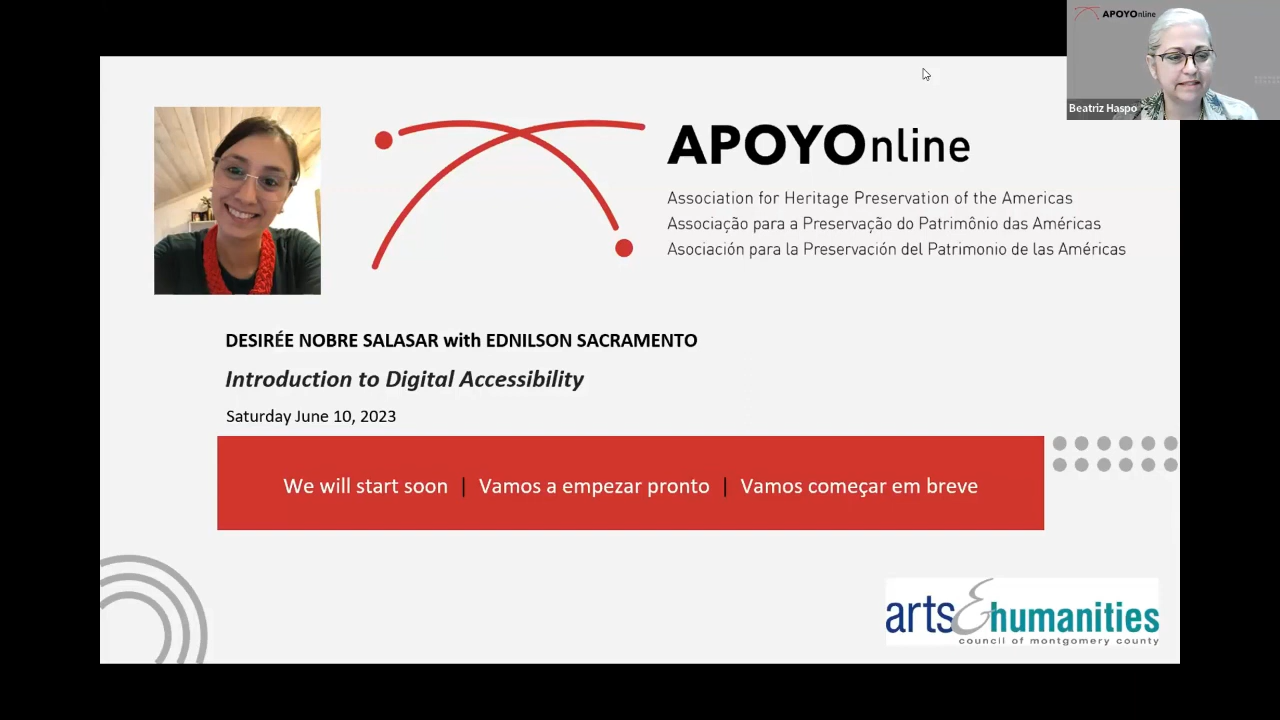 APOYOnline
Beatriz Haspo
APOYOnline
Association for Heritage Preservation of the Americas
Associação para a Preservação do Patrimônio das Américas
Asociación para la Preservación del Patrimonio de las Américas
DESIRÉE NOBRE SALASAR with EDNILSON SACRAMENTO
Introduction to Digital Accessibility
Saturday June 10, 2023
We will start soon | Vamos a empezar pronto | Vamos começar em breve
arts & humanities
council of montgomery county